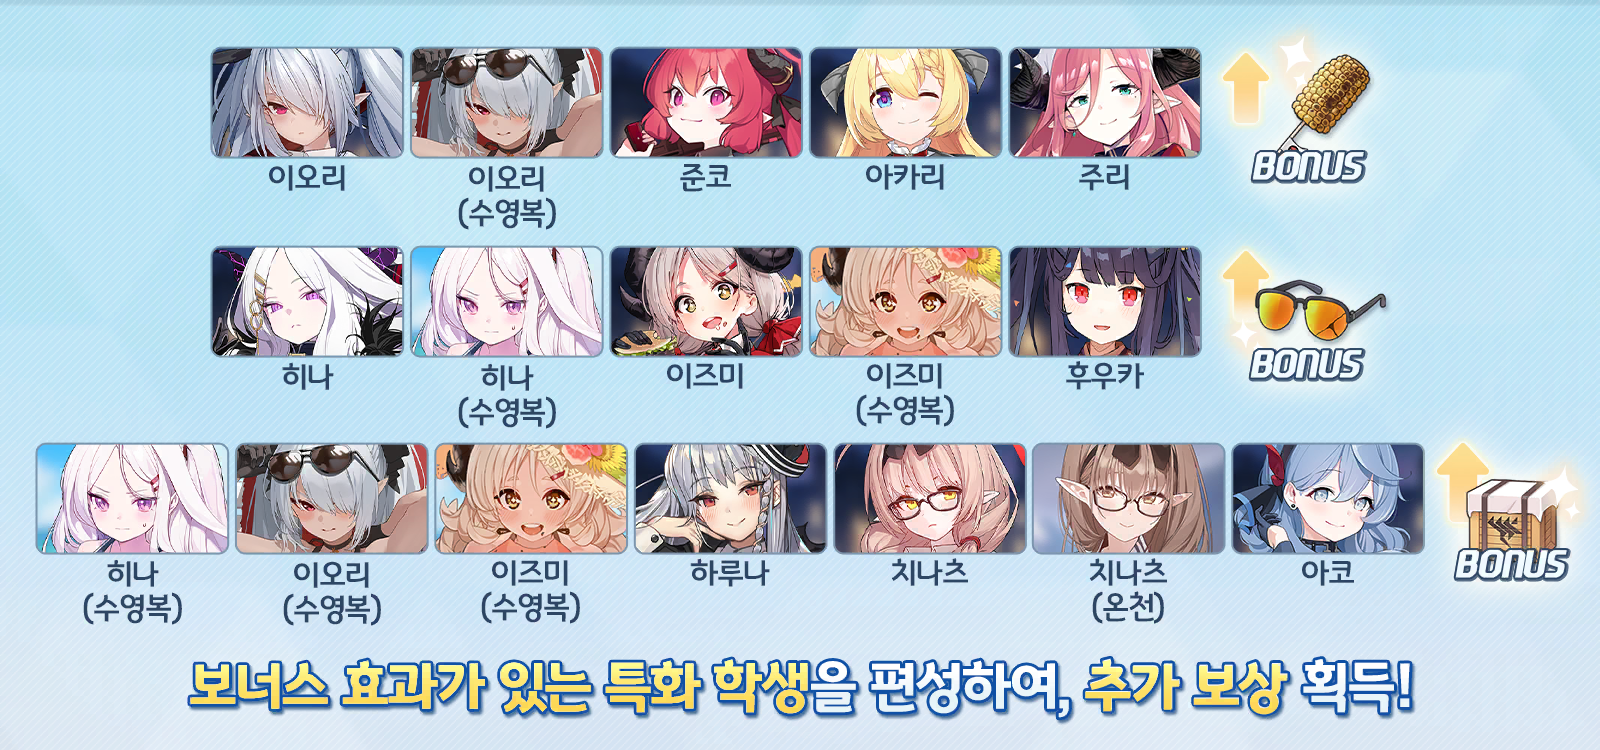 이오리 이오리 준코 아카리 주리
(수영복)
BONUS
히나 히나 이즈미 이즈미 후우카
(수영복) (수영복)
BONUS
히나 이오리 이즈미 하루나 치나츠 치나츠 아코
(수영복) (수영복) (수영복) (온천)
BONUS
보너스 효과가 있는 특화 학생을 편성하여, 추가 보상 획득!